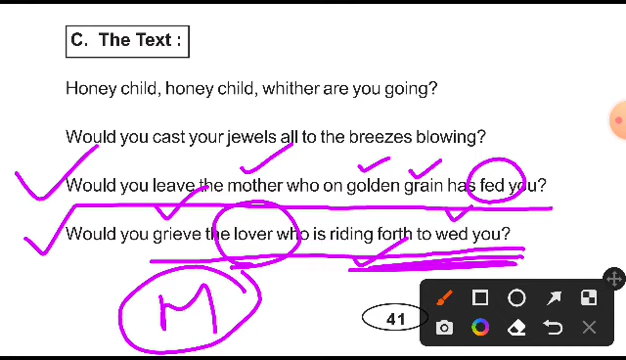 C. The Text :
Honey child, honey child, whither are you going?
Would you cast your jewels all to the breezes blowing?
Would you leave the mother who on golden grain has fed you?
Would you grieve the lover who is riding forth to wed you?
M
41